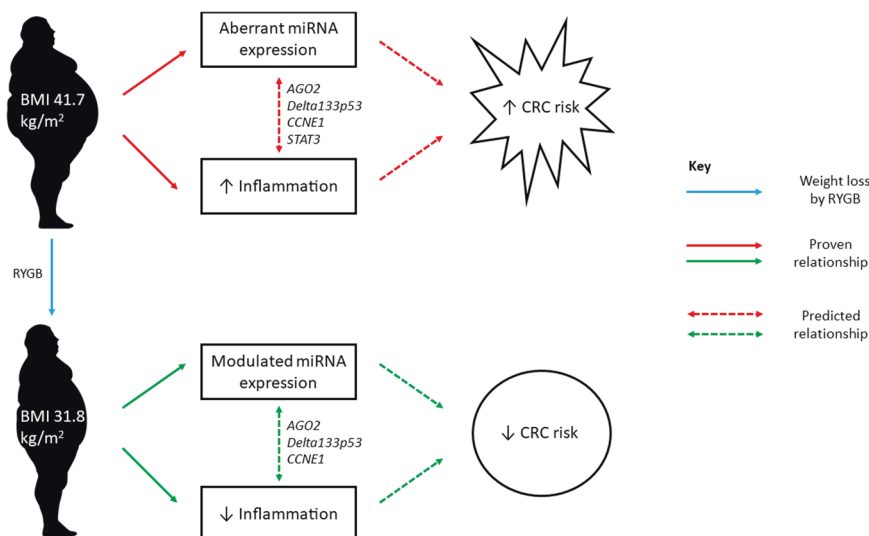 Aberrant miRNA
expression
BMI 41.7
kg/m²
AGO2
Delta133p53
CCNE1
STAT3
↑ CRC risk
↑ Inflammation
Key
Weight loss
by RYGB
Proven
relationship
Predicted
relationship
RYGB
Modulated miRNA
expression
BMI 31.8
kg/m²
AGO2
Delta133p53
CCNE1
↓ CRC risk
↓ Inflammation